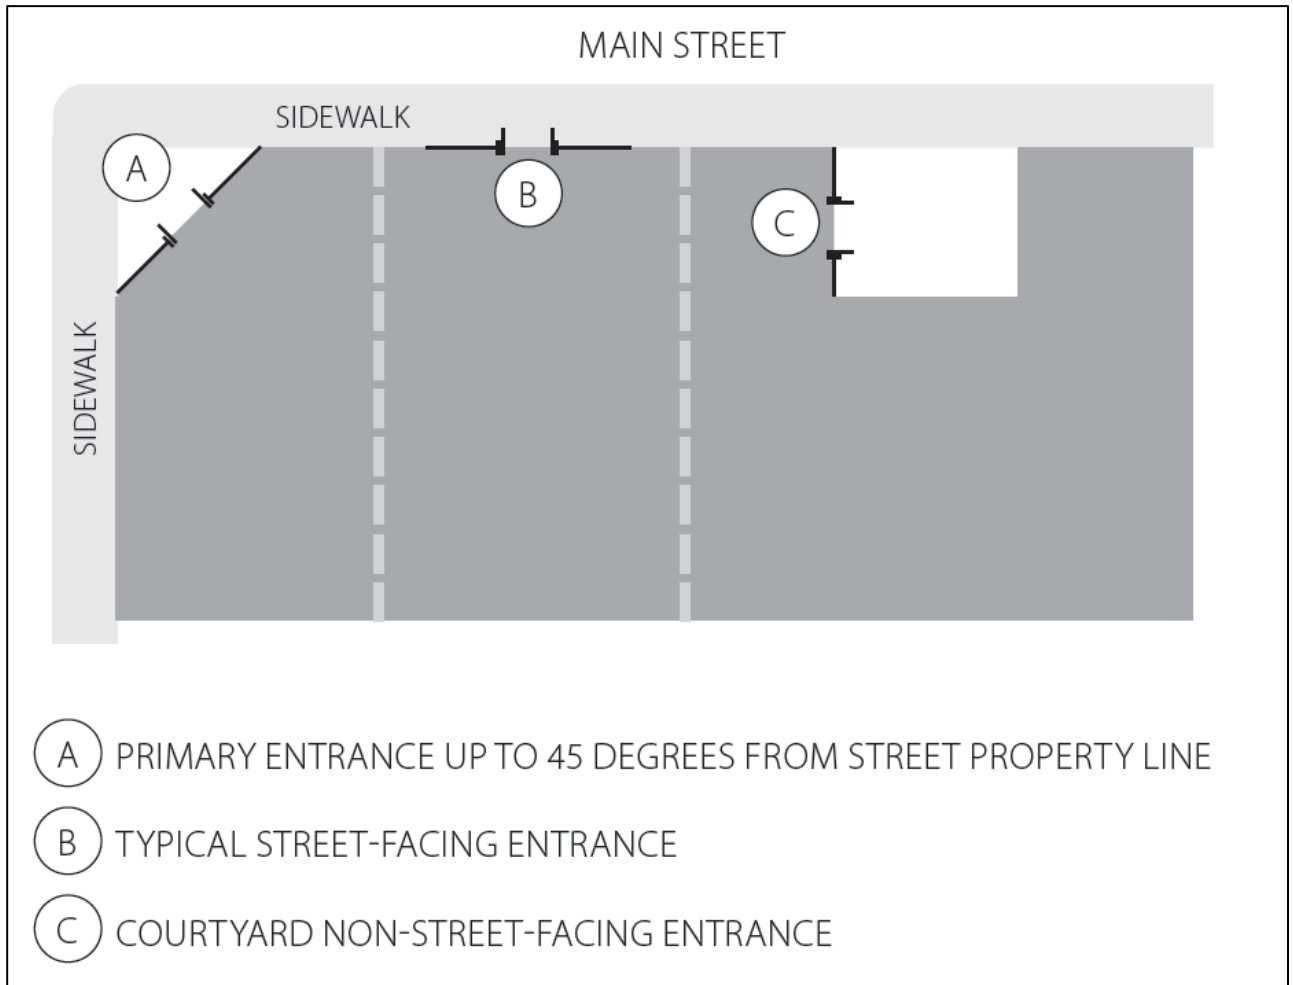 MAIN STREET
SIDEWALK
A
B
C
SIDEWALK
A PRIMARY ENTRANCE UP TO 45 DEGREES FROM STREET PROPERTY LINE
B TYPICAL STREET-FACING ENTRANCE
C COURTYARD NON-STREET-FACING ENTRANCE